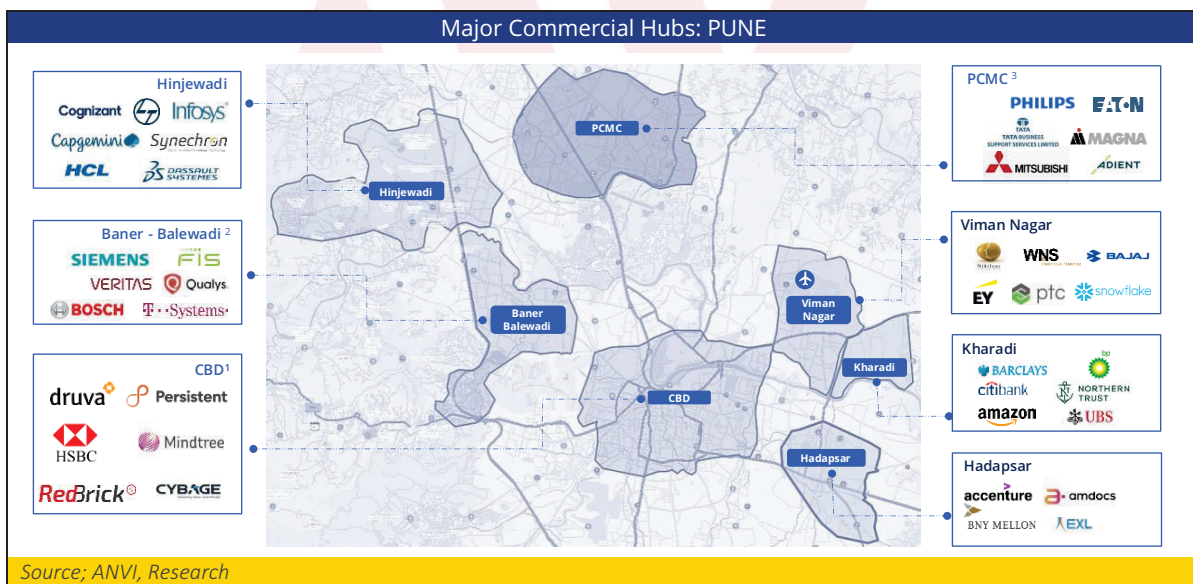 Major Commercial Hubs: PUNE
Hinjewadi
Cognizant
Infosys
Capgemini Synechron
HCL DASSAULT
SYSTEMES
Baner - Balewadi 2
SIEMENS FIS
VERITAS Qualys.
BOSCH T··Systems·
CBD1
druva Persistent
HSBC Mindtree
RedBrick CYBAGE
PCMC
Hinjewadi
Baner
Balewadi
Viman
Nagar
Kharadi
CBD
Hadapsar
PCMC 3
PHILIPS EATON
TATA
TATA BUSINESS
SUPPORT SERVICES LIMITED
MAGNA
MITSUBISHI ADIENT
Viman Nagar
WNS BAJAJ
EY ptc snowflake
Kharadi
BARCLAYS bp
citibank NORTHERN
TRUST
amazon UBS
Hadapsar
accenture amdocs
BNY MELLON EXL
Source; ANVI, Research